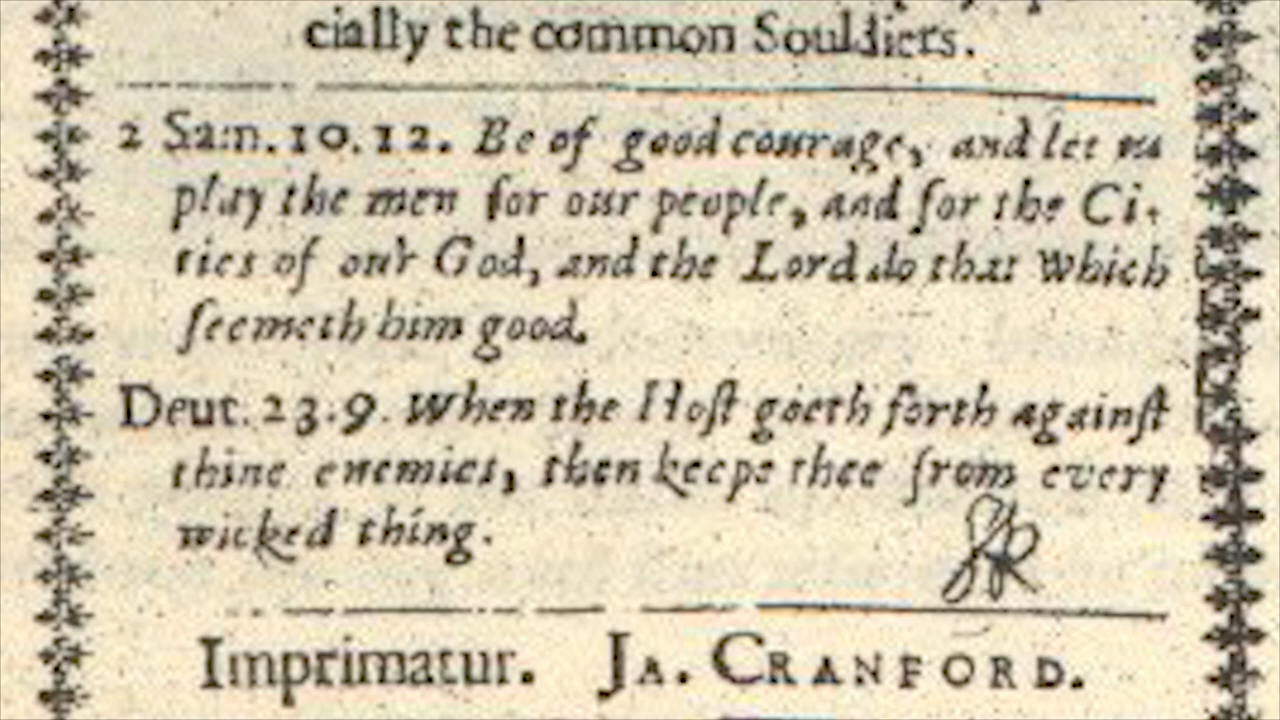 cially the common Souldiers.
2 Sam. 10. 12. Be of good courage, and let us
play the men for our people, and for the Ci-
ties of our God, and the Lord do that which
ſeemeth him good.
Deut. 23.9. When the Hoſt goeth forth againſt
thine enemies, then keepe thee from every
wicked thing.
Imprimatur. JA. CRANFORD.